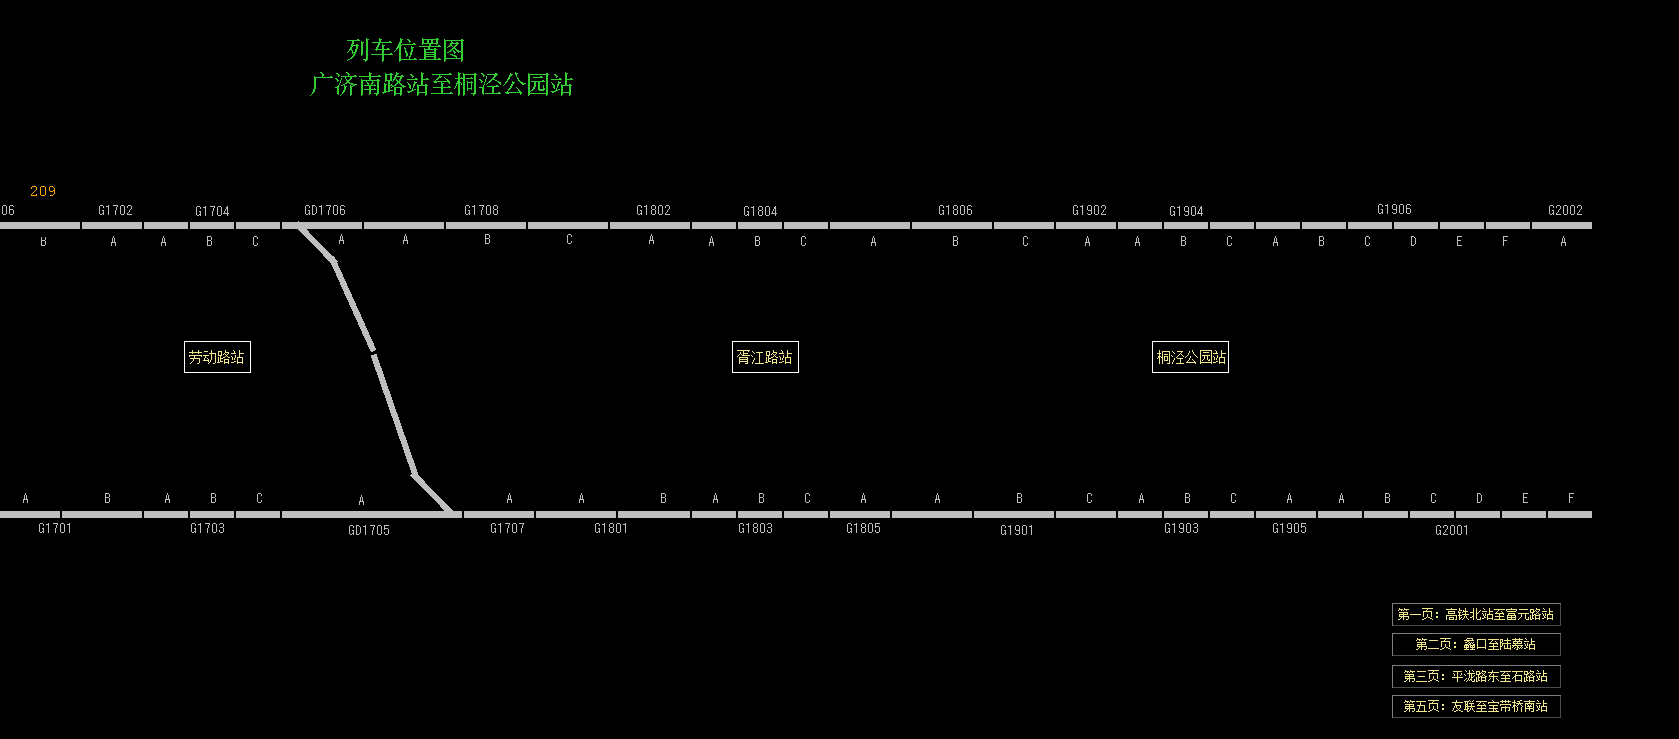 列车位置图
广济南路站至桐泾公园站
209
06 G1702 G1704 GD1706 G1708 G1802 G1804 G1806 G1902 G1904 G1906 G2002
B A A B C A A B C A A B C A B C A A B C A B C D E F A
劳动路站 胥江路站 桐泾公园站
A B A B C A A A B A B C A A B C A B C A A B C D E F
G1701 G1703 GD1705 G1707 G1801 G1803 G1805 G1901 G1903 G1905 G2001
第一页：高铁北站至富元路站
第二页：蠡口至陆慕站
第三页：平泷路东至石路站
第五页：友联至宝带桥南站